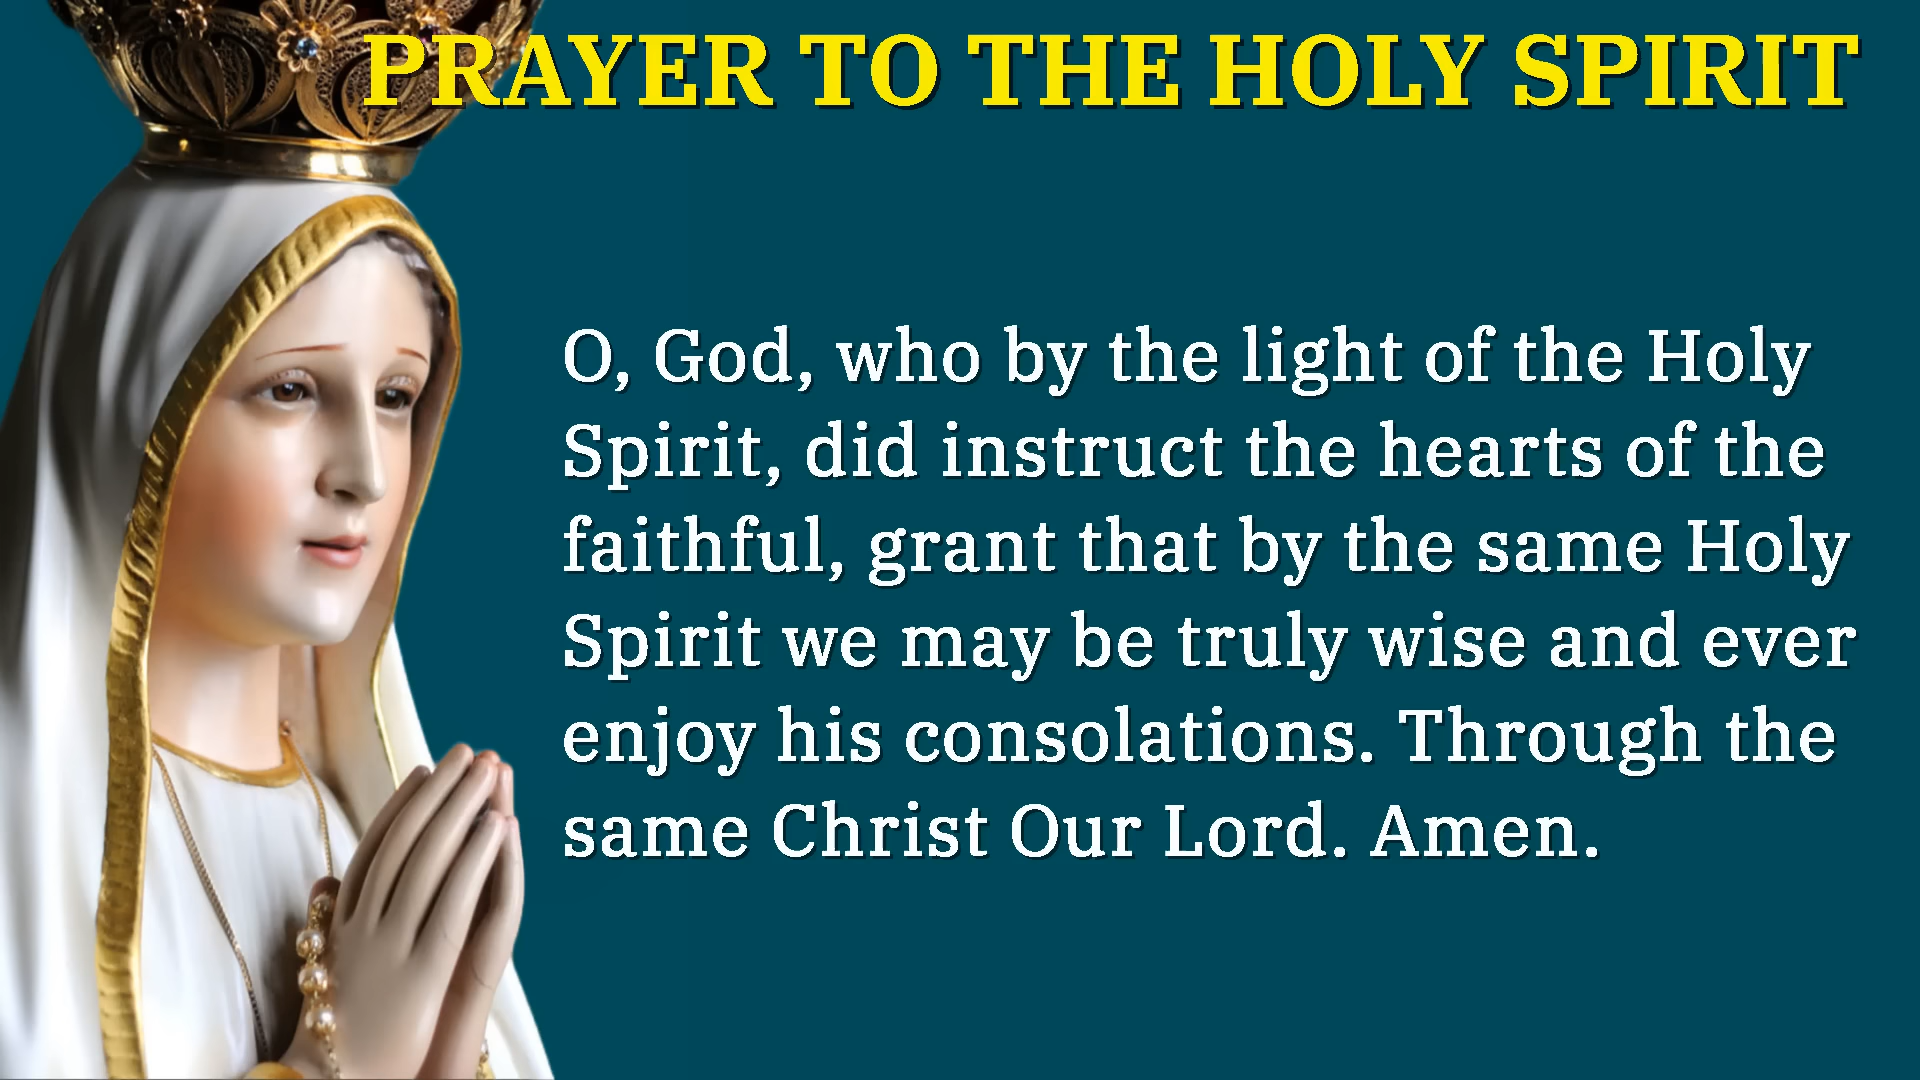 PRAYER TO THE HOLY SPIRIT
O, God, who by the light of the Holy
Spirit, did instruct the hearts of the
faithful, grant that by the same Holy
Spirit we may be truly wise and ever
enjoy his consolations. Through the
same Christ Our Lord. Amen.